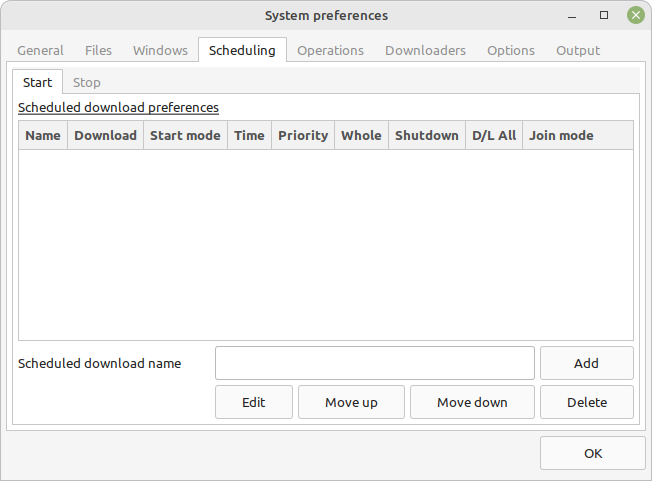 System preferences
General Files Windows Scheduling Operations Downloaders Options Output
Start Stop
Scheduled download preferences
Name Download Start mode Time Priority Whole Shutdown D/L All Join mode
Scheduled download name Add
Edit Move up Move down Delete
OK